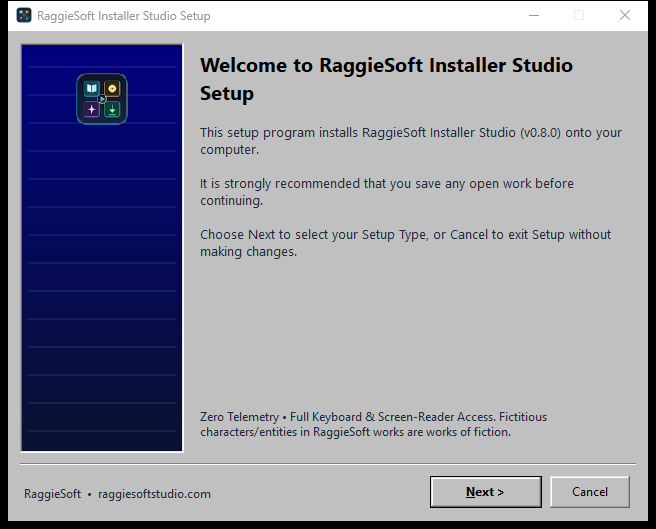 RaggieSoft Installer Studio Setup
Welcome to RaggieSoft Installer Studio
Setup
This setup program installs RaggieSoft Installer Studio (v0.8.0) onto your
computer.
It is strongly recommended that you save any open work before
continuing.
Choose Next to select your Setup Type, or Cancel to exit Setup without
making changes.
Zero Telemetry • Full Keyboard & Screen-Reader Access. Fictitious
characters/entities in RaggieSoft works are works of fiction.
RaggieSoft • raggiesoftstudio.com
Next >
Cancel